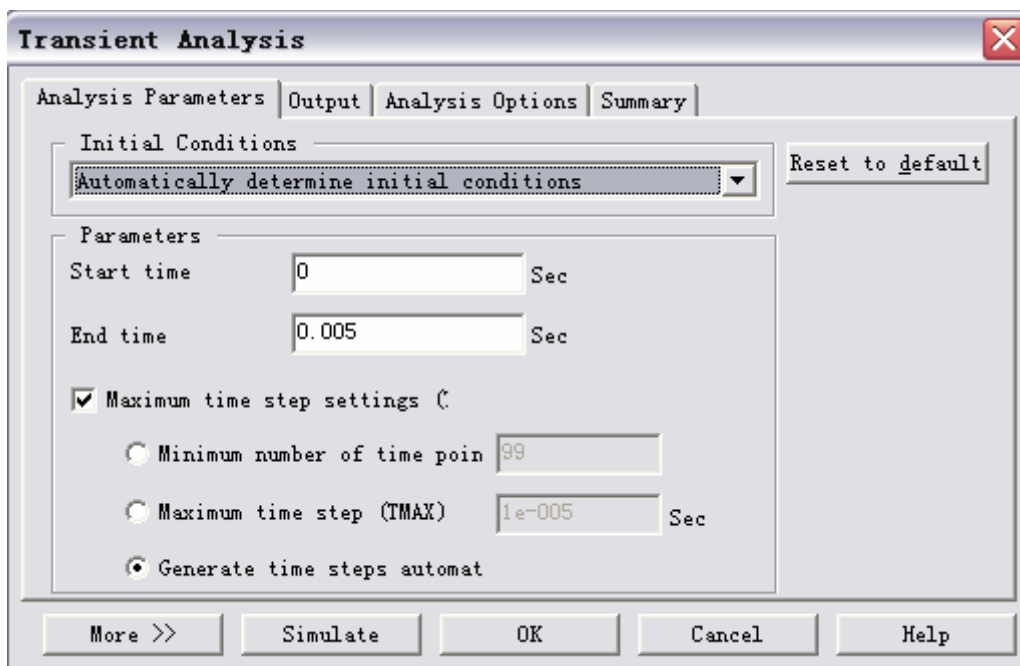 Transient Analysis
Analysis Parameters Output Analysis Options Summary
Initial Conditions
Automatically determine initial conditions
Reset to default
Parameters
Start time 0 Sec
End time 0.005 Sec
Maximum time step settings (
Minimum number of time poin 99
Maximum time step (TMAX) 1e-005 Sec
Generate time steps automat
More >> Simulate OK Cancel Help